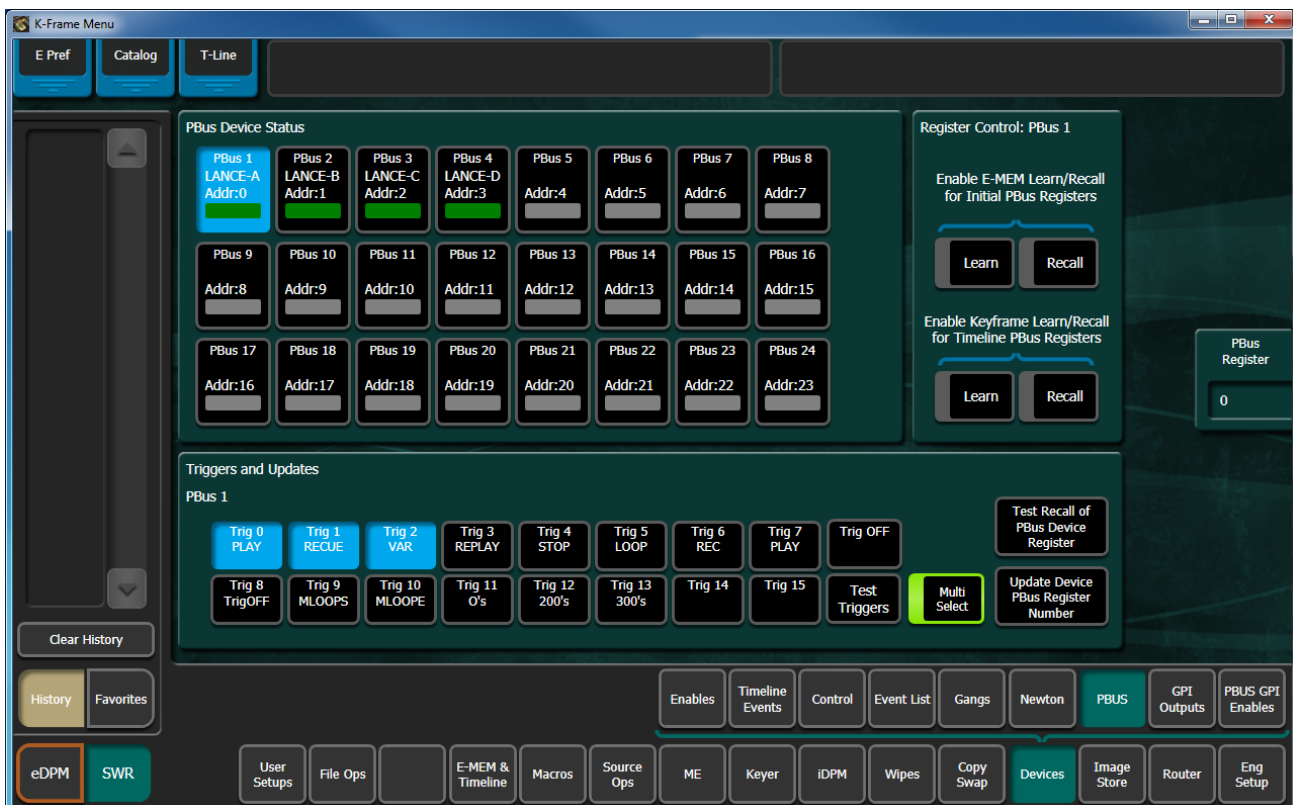 K-Frame Menu
E Pref
Catalog
T-Line
PBus Device Status
PBus 1
LANCE-A
Addr:0
PBus 2
LANCE-B
Addr:1
PBus 3
LANCE-C
Addr:2
PBus 4
LANCE-D
Addr:3
PBus 5
Addr:4
PBus 6
Addr:5
PBus 7
Addr:6
PBus 8
Addr:7
PBus 9
Addr:8
PBus 10
Addr:9
PBus 11
Addr:10
PBus 12
Addr:11
PBus 13
Addr:12
PBus 14
Addr:13
PBus 15
Addr:14
PBus 16
Addr:15
PBus 17
Addr:16
PBus 18
Addr:17
PBus 19
Addr:18
PBus 20
Addr:19
PBus 21
Addr:20
PBus 22
Addr:21
PBus 23
Addr:22
PBus 24
Addr:23
Register Control: PBus 1
Enable E-MEM Learn/Recall
for Initial PBus Registers
Learn
Recall
Enable Keyframe Learn/Recall
for Timeline PBus Registers
Learn
Recall
PBus
Register
0
Triggers and Updates
PBus 1
Trig 0
PLAY
Trig 1
RECUE
Trig 2
VAR
Trig 3
REPLAY
Trig 4
STOP
Trig 5
LOOP
Trig 6
REC
Trig 7
PLAY
Trig OFF
Test Recall of
PBus Device
Register
Trig 8
TrigOFF
Trig 9
MLOOPS
Trig 10
MLOOPE
Trig 11
0's
Trig 12
200's
Trig 13
300's
Trig 14
Trig 15
Test
Triggers
Multi
Select
Update Device
PBus Register
Number
Clear History
History
Favorites
Enables
Timeline
Events
Control
Event List
Gangs
Newton
PBUS
GPI
Outputs
PBUS GPI
Enables
eDPM
SWR
User
Setups
File Ops
E-MEM &
Timeline
Macros
Source
Ops
ME
Keyer
iDPM
Wipes
Copy
Swap
Devices
Image
Store
Router
Eng
Setup